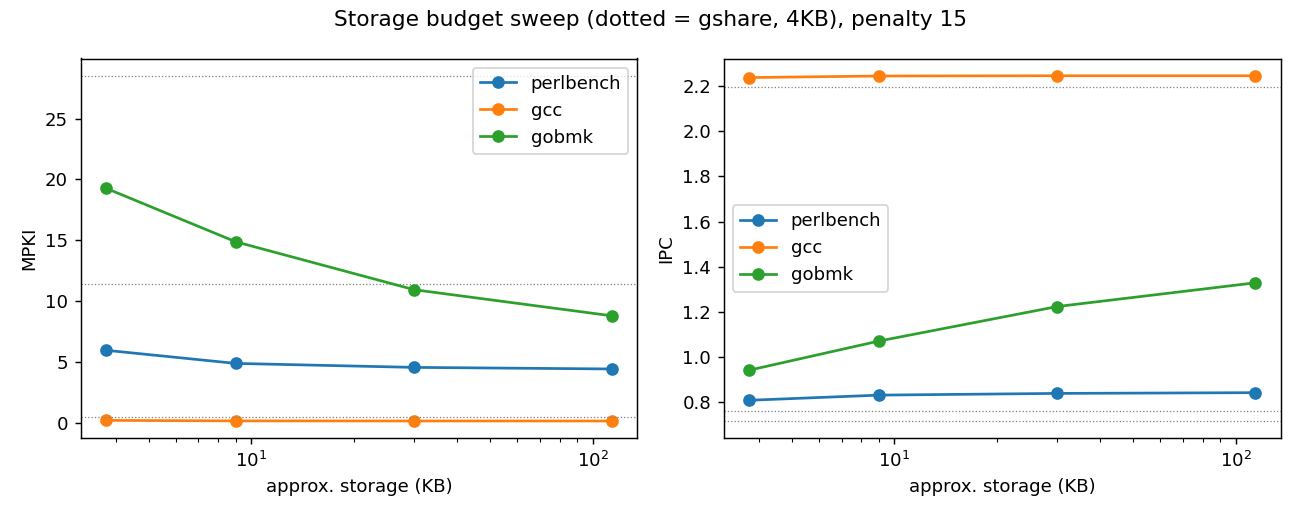 Storage budget sweep (dotted = gshare, 4KB), penalty 15
MPKI
25
20
15
10
5
0
perlbench
gcc
gobmk
10¹
10²
approx. storage (KB)
IPC
2.2
2.0
1.8
1.6
1.4
1.2
1.0
0.8
perlbench
gcc
gobmk
10¹
10²
approx. storage (KB)